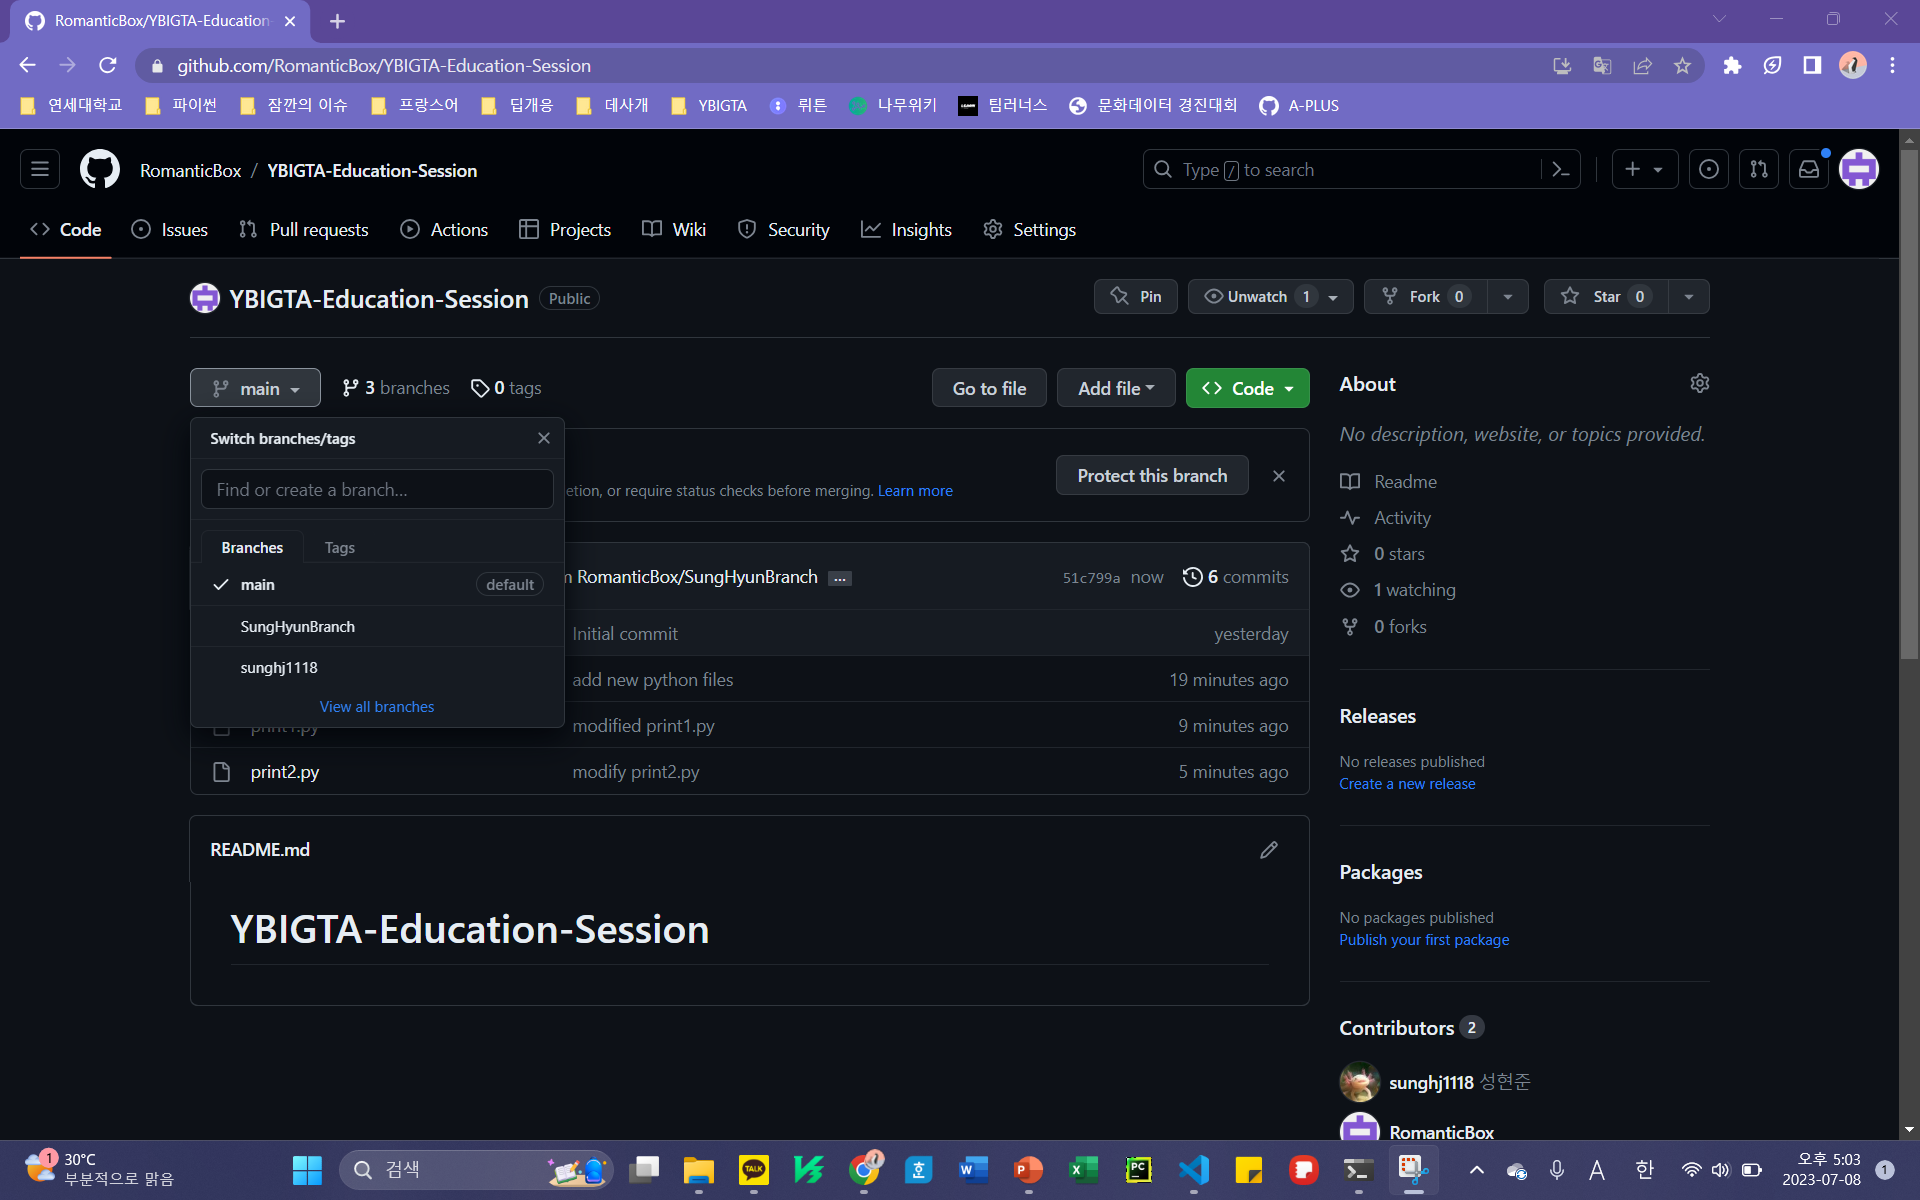 RomanticBox/YBIGTA-Education-
github.com/RomanticBox/YBIGTA-Education-Session
연세대학교 파이썬 잠깐의 이슈 프랑스어 딥개응 데사개 YBIGTA 뤼튼 나무위키 팀러너스 문화데이터 경진대회 A-PLUS
RomanticBox / YBIGTA-Education-Session
Type / to search
Code Issues Pull requests Actions Projects Wiki Security Insights Settings
YBIGTA-Education-Session Public
Pin Unwatch 1 Fork 0 Star 0
main 3 branches 0 tags
Go to file Add file Code
Switch branches/tags
Find or create a branch...
Branches Tags
main default
SungHyunBranch
sunghj1118
View all branches
Protect this branch
etion, or require status checks before merging. Learn more
RomanticBox/SungHyunBranch ... 51c799a now 6 commits
Initial commit yesterday
add new python files 19 minutes ago
print1.py modified print1.py 9 minutes ago
print2.py modify print2.py 5 minutes ago
README.md
YBIGTA-Education-Session
About
No description, website, or topics provided.
Readme
Activity
0 stars
1 watching
0 forks
Releases
No releases published
Create a new release
Packages
No packages published
Publish your first package
Contributors 2
sunghj1118 성현준
RomanticBox
1
30°C
부분적으로 맑음
검색
TALK
W
P
X
PC
A 한
오후 5:03
2023-07-08
1